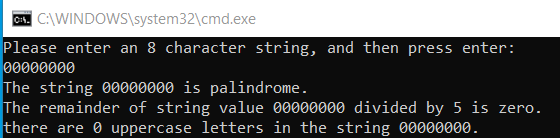 C:\WINDOWS\system32\cmd.exe
Please enter an 8 character string, and then press enter:
00000000
The string 00000000 is palindrome.
The remainder of string value 00000000 divided by 5 is zero.
there are 0 uppercase letters in the string 00000000.